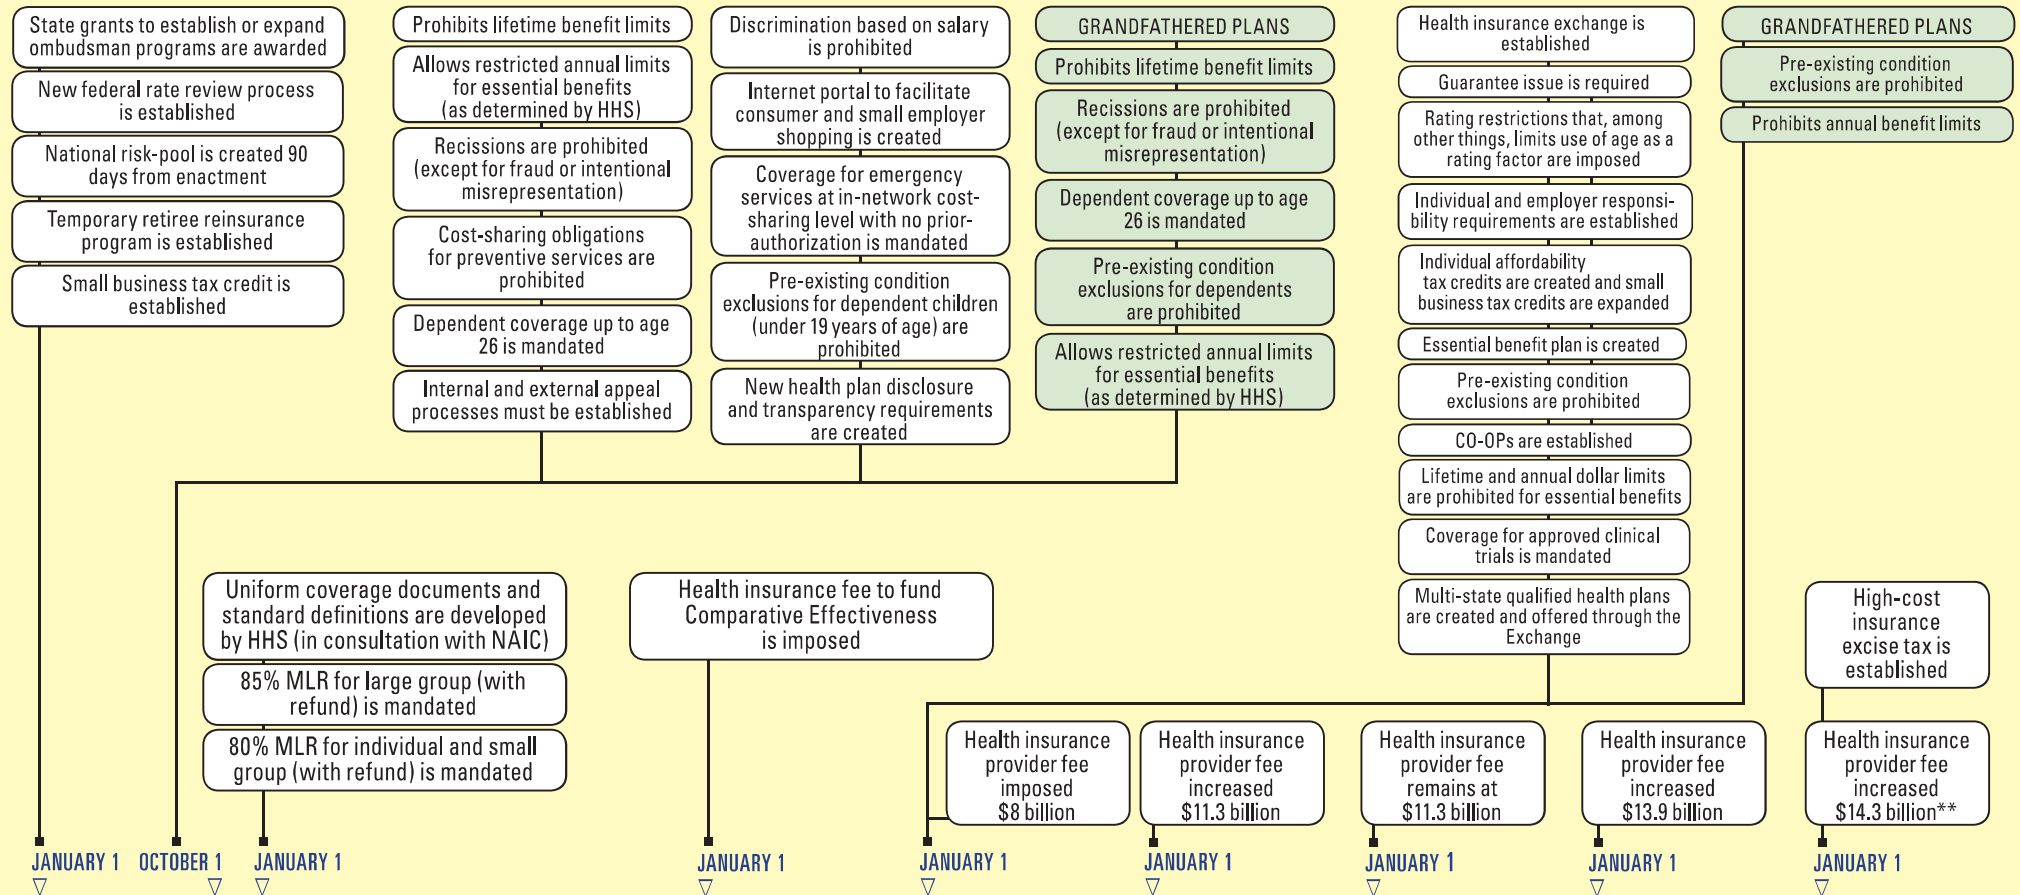 State grants to establish or expand
ombudsman programs are awarded
New federal rate review process
is established
National risk-pool is created 90
days from enactment
Temporary retiree reinsurance
program is established
Small business tax credit is
established
Prohibits lifetime benefit limits
Allows restricted annual limits
for essential benefits
(as determined by HHS)
Recissions are prohibited
(except for fraud or intentional
misrepresentation)
Cost-sharing obligations
for preventive services are
prohibited
Dependent coverage up to age
26 is mandated
Internal and external appeal
processes must be established
Discrimination based on salary
is prohibited
Internet portal to facilitate
consumer and small employer
shopping is created
Coverage for emergency
services at in-network cost-
sharing level with no prior-
authorization is mandated
Pre-existing condition
exclusions for dependent children
(under 19 years of age) are
prohibited
New health plan disclosure
and transparency requirements
are created
GRANDFATHERED PLANS
Prohibits lifetime benefit limits
Recissions are prohibited
(except for fraud or intentional
misrepresentation)
Dependent coverage up to age
26 is mandated
Pre-existing condition
exclusions for dependents
are prohibited
Allows restricted annual limits
for essential benefits
(as determined by HHS)
Health insurance exchange is
established
Guarantee issue is required
Rating restrictions that, among
other things, limits use of age as a
rating factor are imposed
Individual and employer responsi-
bility requirements are established
Individual affordability
tax credits are created and small
business tax credits are expanded
Essential benefit plan is created
Pre-existing condition
exclusions are prohibited
CO-OPs are established
Lifetime and annual dollar limits
are prohibited for essential benefits
Coverage for approved clinical
trials is mandated
Multi-state qualified health plans
are created and offered through the
Exchange
GRANDFATHERED PLANS
Pre-existing condition
exclusions are prohibited
Prohibits annual benefit limits
Uniform coverage documents and
standard definitions are developed
by HHS (in consultation with NAIC)
85% MLR for large group (with
refund) is mandated
80% MLR for individual and small
group (with refund) is mandated
Health insurance fee to fund
Comparative Effectiveness
is imposed
Health insurance
provider fee
imposed
$8 billion
Health insurance
provider fee
increased
$11.3 billion
Health insurance
provider fee
remains at
$11.3 billion
Health insurance
provider fee
increased
$13.9 billion
High-cost
insurance
excise tax is
established
Health insurance
provider fee
increased
$14.3 billion**
JANUARY 1
OCTOBER 1
JANUARY 1
JANUARY 1
JANUARY 1
JANUARY 1
JANUARY 1
JANUARY 1
JANUARY 1